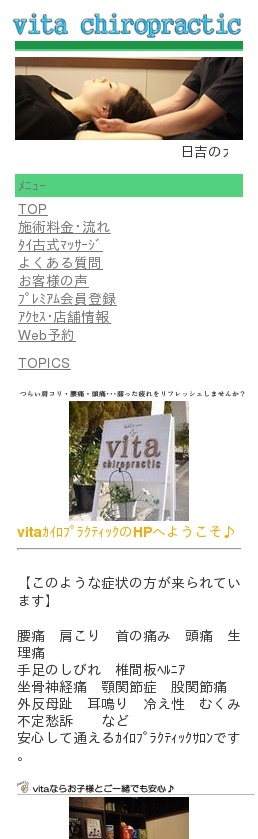 vita chiropractic
日吉の
ﾒﾆｭｰ
TOP
施術料金･流れ
ﾀｲ古式ﾏｯｻｰｼﾞ
よくある質問
お客様の声
ﾌﾟﾚﾐｱﾑ会員登録
ｱｸｾｽ･店舗情報
Web予約
TOPICS
つらい肩コリ・腰痛・頭痛･･･溜った疲れをリフレッシュしませんか？
vita
chiropractic
vitaｶｲﾛﾌﾟﾗｸﾃｨｯｸのHPへようこそ♪
【このような症状の方が来られてい
ます】
腰痛　肩こり　首の痛み　頭痛　生
理痛
手足のしびれ　椎間板ﾍﾙﾆｱ
坐骨神経痛　顎関節症　股関節痛
外反母趾　耳鳴り　冷え性　むくみ
不定愁訴　　など
安心して通えるｶｲﾛﾌﾟﾗｸﾃｨｯｸｻﾛﾝです
。
vitaならお子様とご一緒でも安心♪